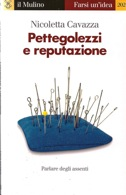 il Mulino
Farsi un'idea
202
Nicoletta Cavazza
Pettegolezzi
e reputazione
Parlare degli assenti